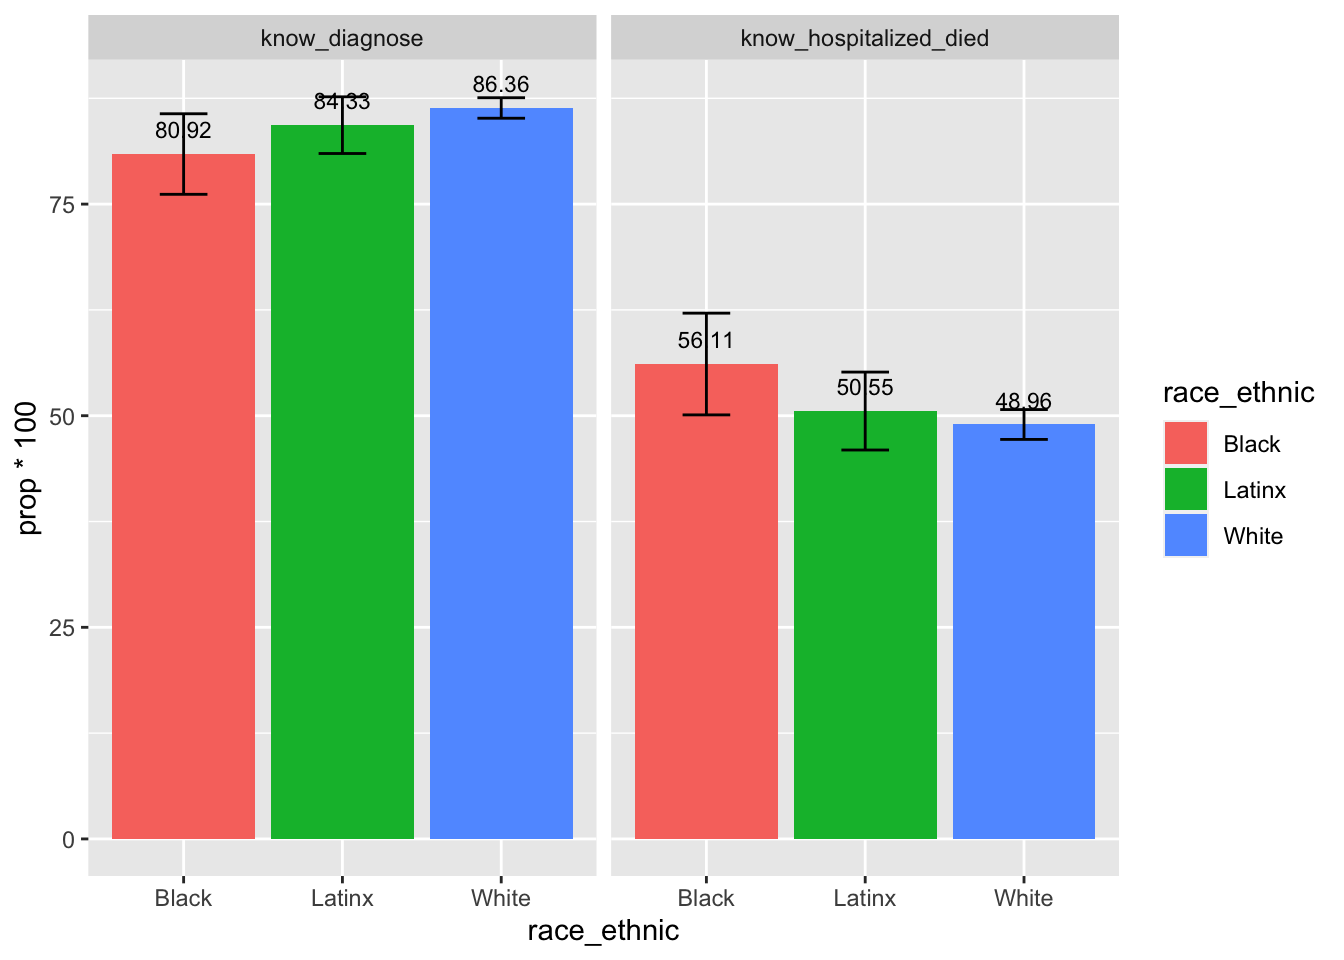 know_diagnose
know_hospitalized_died
80.92
84.33
86.36
56.11
50.55
48.96
prop * 100
75
50
25
0
Black Latinx White
Black Latinx White
race_ethnic
race_ethnic
Black
Latinx
White